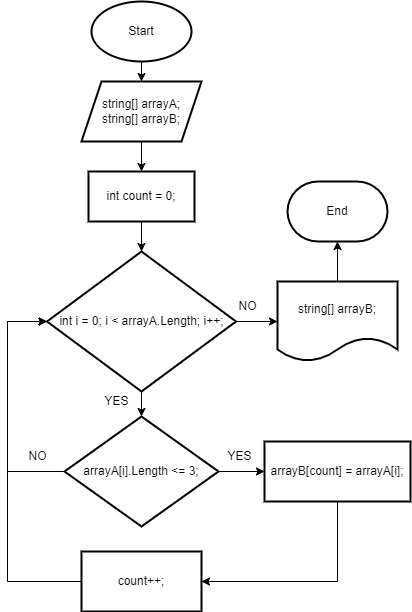 Start
string[] arrayA;
string[] arrayB;
int count = 0;
End
int i = 0; i < arrayA.Length; i++;
NO
string[] arrayB;
YES
NO
arrayA[i].Length <= 3;
YES
arrayB[count] = arrayA[i];
count++;